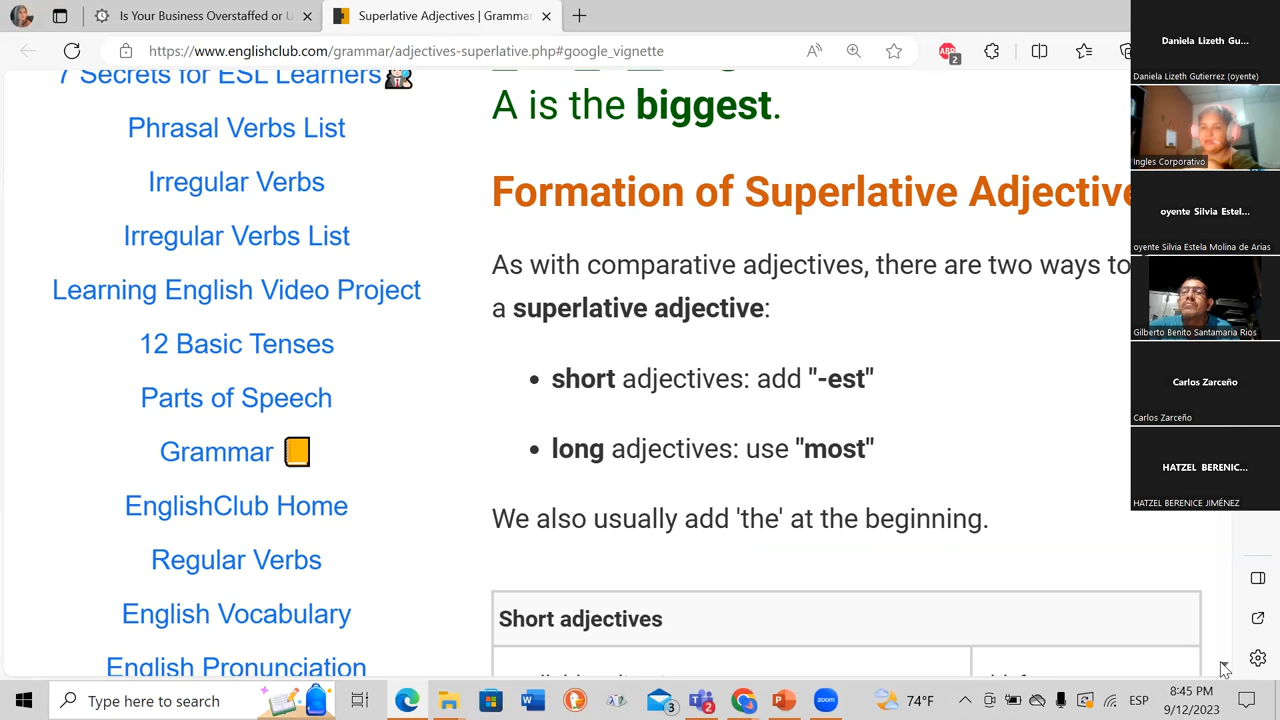 Is Your Business Overstaffed or U
Superlative Adjectives | Gramma
https://www.englishclub.com/grammar/adjectives-superlative.php#google_vignette
ABP
2
7 Secrets for ESL Learners
Phrasal Verbs List
Irregular Verbs
Irregular Verbs List
Learning English Video Project
12 Basic Tenses
Parts of Speech
Grammar
EnglishClub Home
Regular Verbs
English Vocabulary
English Pronunciation
A is the biggest.
Formation of Superlative Adjective
As with comparative adjectives, there are two ways to
a superlative adjective:
• short adjectives: add "-est"
• long adjectives: use "most"
We also usually add 'the' at the beginning.
Short adjectives
Daniela Lizeth Gu...
Daniela Lizeth Gutierrez (oyente)
Ingles Corporativo
oyente Silvia Estel...
oyente Silvia Estela Molina de Arias
Gilberto Benito Santamaria Rios
Carlos Zarceño
Carlos Zarceño
HATZEL BERENIC...
HATZEL BERENICE JIMÉNEZ
Type here to search
3
2
zoom
74°F
ESP
8:45 PM
9/12/2023